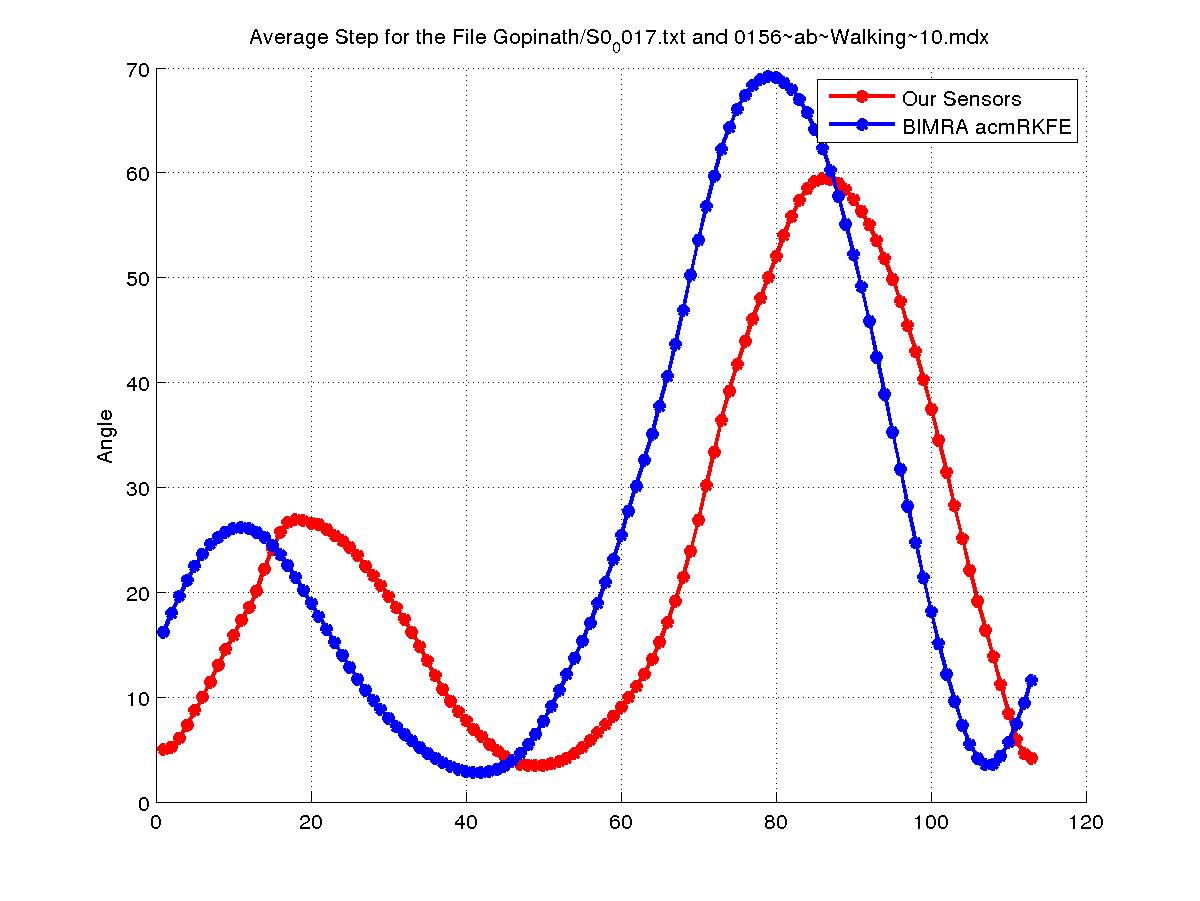 Average Step for the File Gopinath/S0₀017.txt and 0156~ab~Walking~10.mdx
70
60
50
40
30
20
10
0
Angle
Our Sensors
BIMRA acmRKFE
0 20 40 60 80 100 120